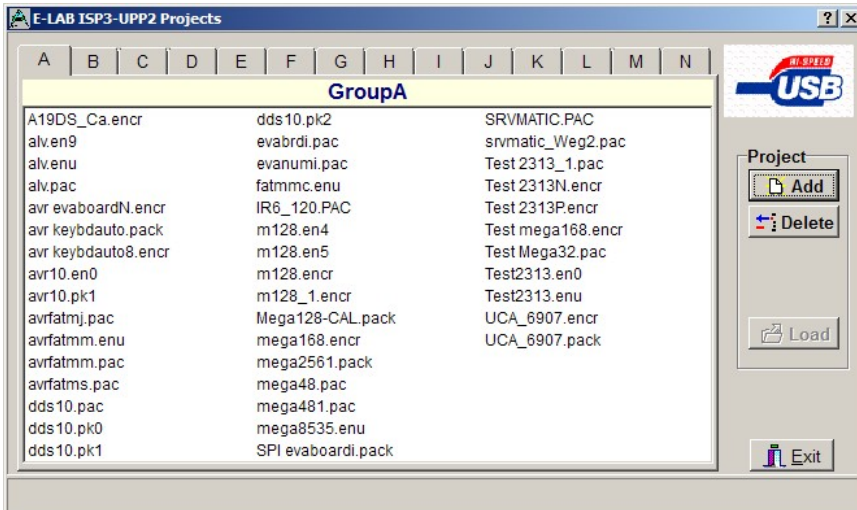 E-LAB ISP3-UPP2 Projects
A B C D E F G H I J K L M N
GroupA
A19DS_Ca.encr
alv.en9
alv.enu
alv.pac
avr evaboardN.encr
avr keybdauto.pack
avr keybdauto8.encr
avr10.en0
avr10.pk1
avrfatmj.pac
avrfatmm.enu
avrfatmm.pac
avrfatms.pac
dds10.pac
dds10.pk0
dds10.pk1
dds10.pk2
evabrdi.pac
evanumi.pac
fatmmc.enu
IR6_120.PAC
m128.en4
m128.en5
m128.encr
m128_1.encr
Mega128-CAL.pack
mega168.encr
mega2561.pack
mega48.pac
mega481.pac
mega8535.enu
SPI evaboardi.pack
SRVMATIC.PAC
srvmatic_Weg2.pac
Test 2313_1.pac
Test 2313N.encr
Test 2313P.encr
Test mega168.encr
Test Mega32.pac
Test2313.en0
Test2313.enu
UCA_6907.encr
UCA_6907.pack
HI-SPEED
USB
Project
Add
Delete
Load
Exit